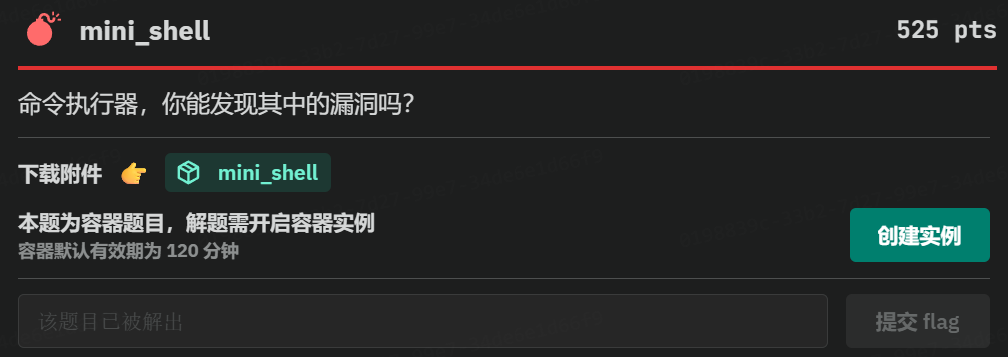 mini_shell
525 pts
命令执行器，你能发现其中的漏洞吗？
下载附件 👉 mini_shell
本题为容器题目，解题需开启容器实例
容器默认有效期为 120 分钟
创建实例
该题目已被解出
提交 flag